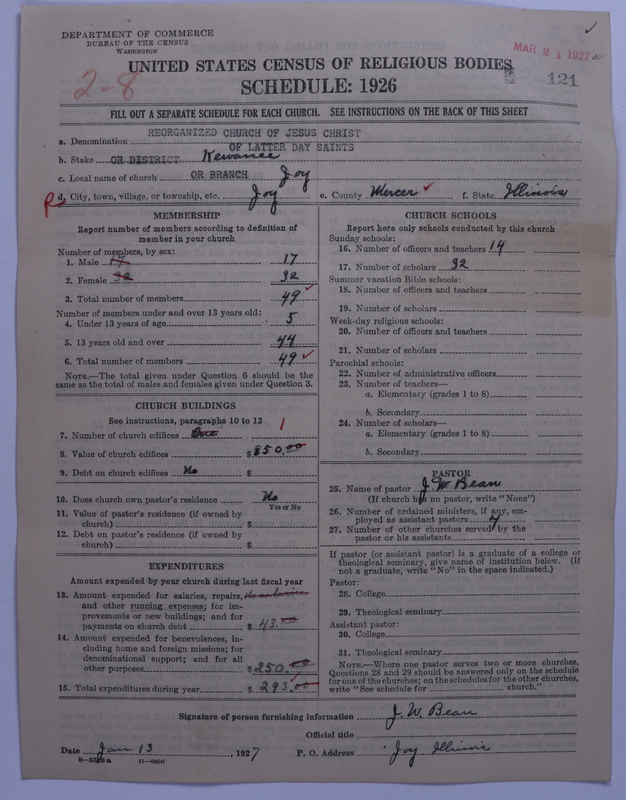 DEPARTMENT OF COMMERCE
BUREAU OF THE CENSUS
WASHINGTON
MAR 21 1927
2-8
121
UNITED STATES CENSUS OF RELIGIOUS BODIES
SCHEDULE: 1926
FILL OUT A SEPARATE SCHEDULE FOR EACH CHURCH. SEE INSTRUCTIONS ON THE BACK OF THIS SHEET
REORGANIZED CHURCH OF JESUS CHRIST
a. Denomination OF LATTER DAY SAINTS
b. Stake OR DISTRICT Kewanee
c. Local name of church OR BRANCH Joy
d. City, town, village, or township, etc. Joy e. County Mercer f. State Illinois
MEMBERSHIP
Report number of members according to definition of
member in your church
Number of members, by sex:
1. Male 17 17
2. Female 32 32
3. Total number of members 49
Number of members under and over 13 years old:
4. Under 13 years of age 5
5. 13 years old and over 44
6. Total number of members 49
NOTE.—The total given under Question 6 should be the
same as the total of males and females given under Question 3.
CHURCH BUILDINGS
See instructions, paragraphs 10 to 12
7. Number of church edifices One 1
8. Value of church edifices $ 850.00
9. Debt on church edifices No $
10. Does church own pastor's residence No
Yes or No
11. Value of pastor's residence (if owned by
church) $
12. Debt on pastor's residence (if owned by
church) $
EXPENDITURES
Amount expended by your church during last fiscal year
13. Amount expended for salaries, repairs, No salaries
and other running expenses; for im-
provements or new buildings; and for
payments on church debt $ 43.00
14. Amount expended for benevolences, in-
cluding home and foreign missions; for
denominational support; and for all
other purposes $ 250.00
15. Total expenditures during year $ 293.00
CHURCH SCHOOLS
Report here only schools conducted by this church
Sunday schools:
16. Number of officers and teachers 14
17. Number of scholars 32
Summer vacation Bible schools:
18. Number of officers and teachers
19. Number of scholars
Week-day religious schools:
20. Number of officers and teachers
21. Number of scholars
Parochial schools:
22. Number of administrative officers
23. Number of teachers—
a. Elementary (grades 1 to 8)
b. Secondary
24. Number of scholars—
a. Elementary (grades 1 to 8)
b. Secondary
PASTOR
25. Name of pastor J. W. Bean
(If church has no pastor, write "None")
26. Number of ordained ministers, if any, em-
ployed as assistant pastors 4
27. Number of other churches served by the
pastor or his assistants
If pastor (or assistant pastor) is a graduate of a college or
theological seminary, give name of institution below. (If
not a graduate, write "No" in the space indicated.)
Pastor:
28. College
29. Theological seminary
Assistant pastor:
30. College
31. Theological seminary
NOTE.—Where one pastor serves two or more churches,
Questions 28 and 29 should be answered only on the schedule
for one of the churches; on the schedules for the other churches,
write "See schedule for church."
Signature of person furnishing information J. W. Bean
Official title
Date Jan 13, 1927 P. O. Address Joy Illinois